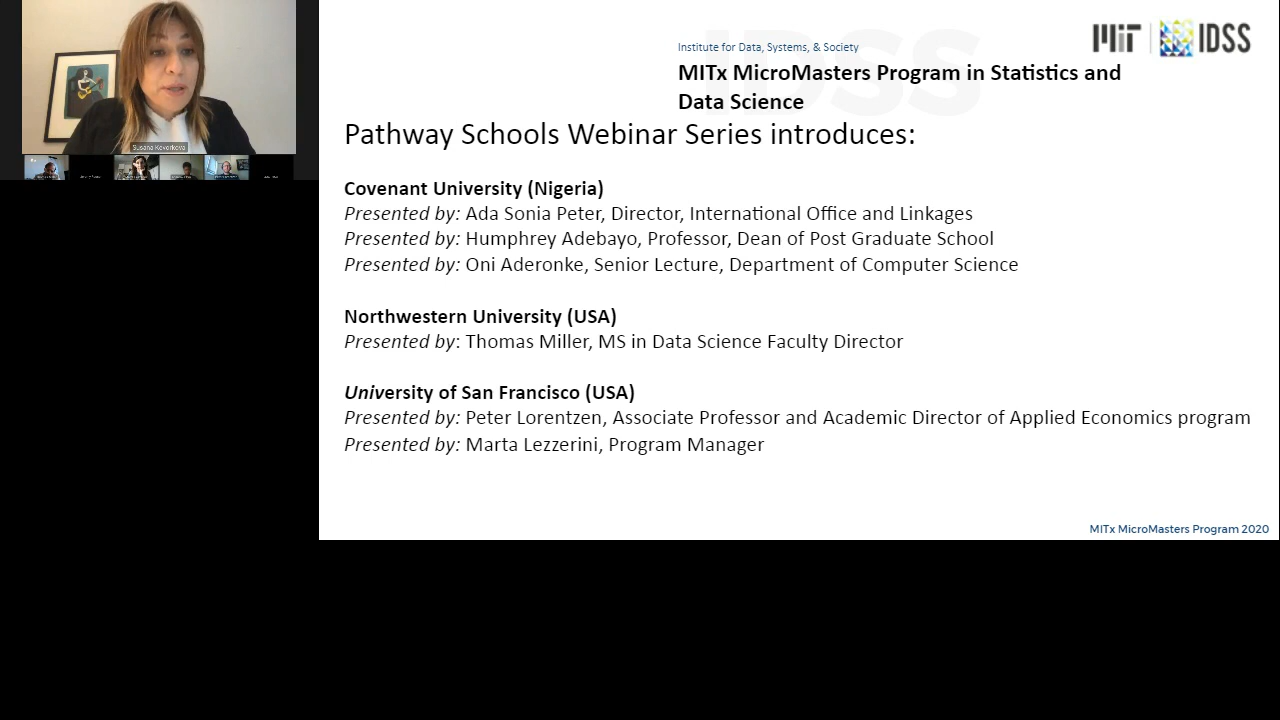 Susana Kevorkova
Institute for Data, Systems, & Society
MITx MicroMasters Program in Statistics and
Data Science
MIT IDSS
IDSS
Pathway Schools Webinar Series introduces:
Covenant University (Nigeria)
Presented by: Ada Sonia Peter, Director, International Office and Linkages
Presented by: Humphrey Adebayo, Professor, Dean of Post Graduate School
Presented by: Oni Aderonke, Senior Lecture, Department of Computer Science
Northwestern University (USA)
Presented by: Thomas Miller, MS in Data Science Faculty Director
University of San Francisco (USA)
Presented by: Peter Lorentzen, Associate Professor and Academic Director of Applied Economics program
Presented by: Marta Lezzerini, Program Manager
MITx MicroMasters Program 2020